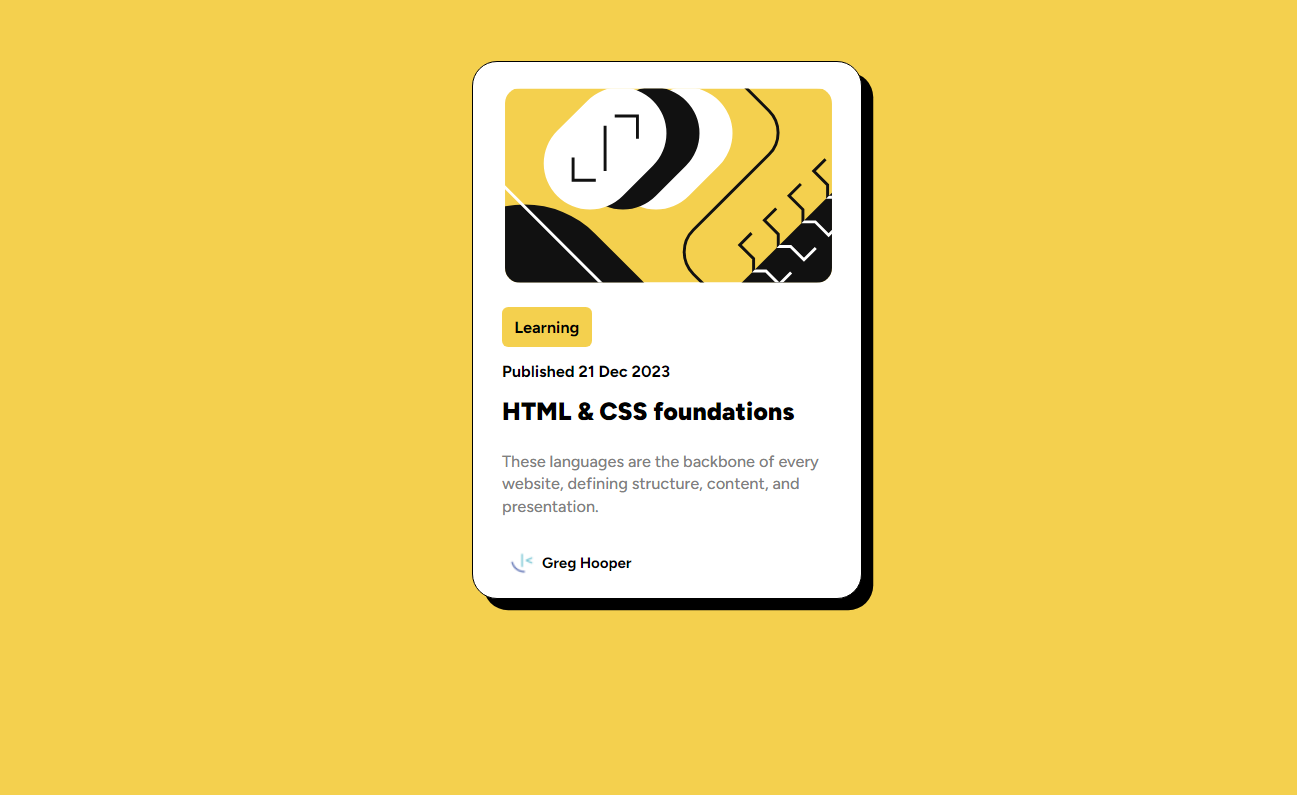 Learning
Published 21 Dec 2023
HTML & CSS foundations
These languages are the backbone of every
website, defining structure, content, and
presentation.
Greg Hooper